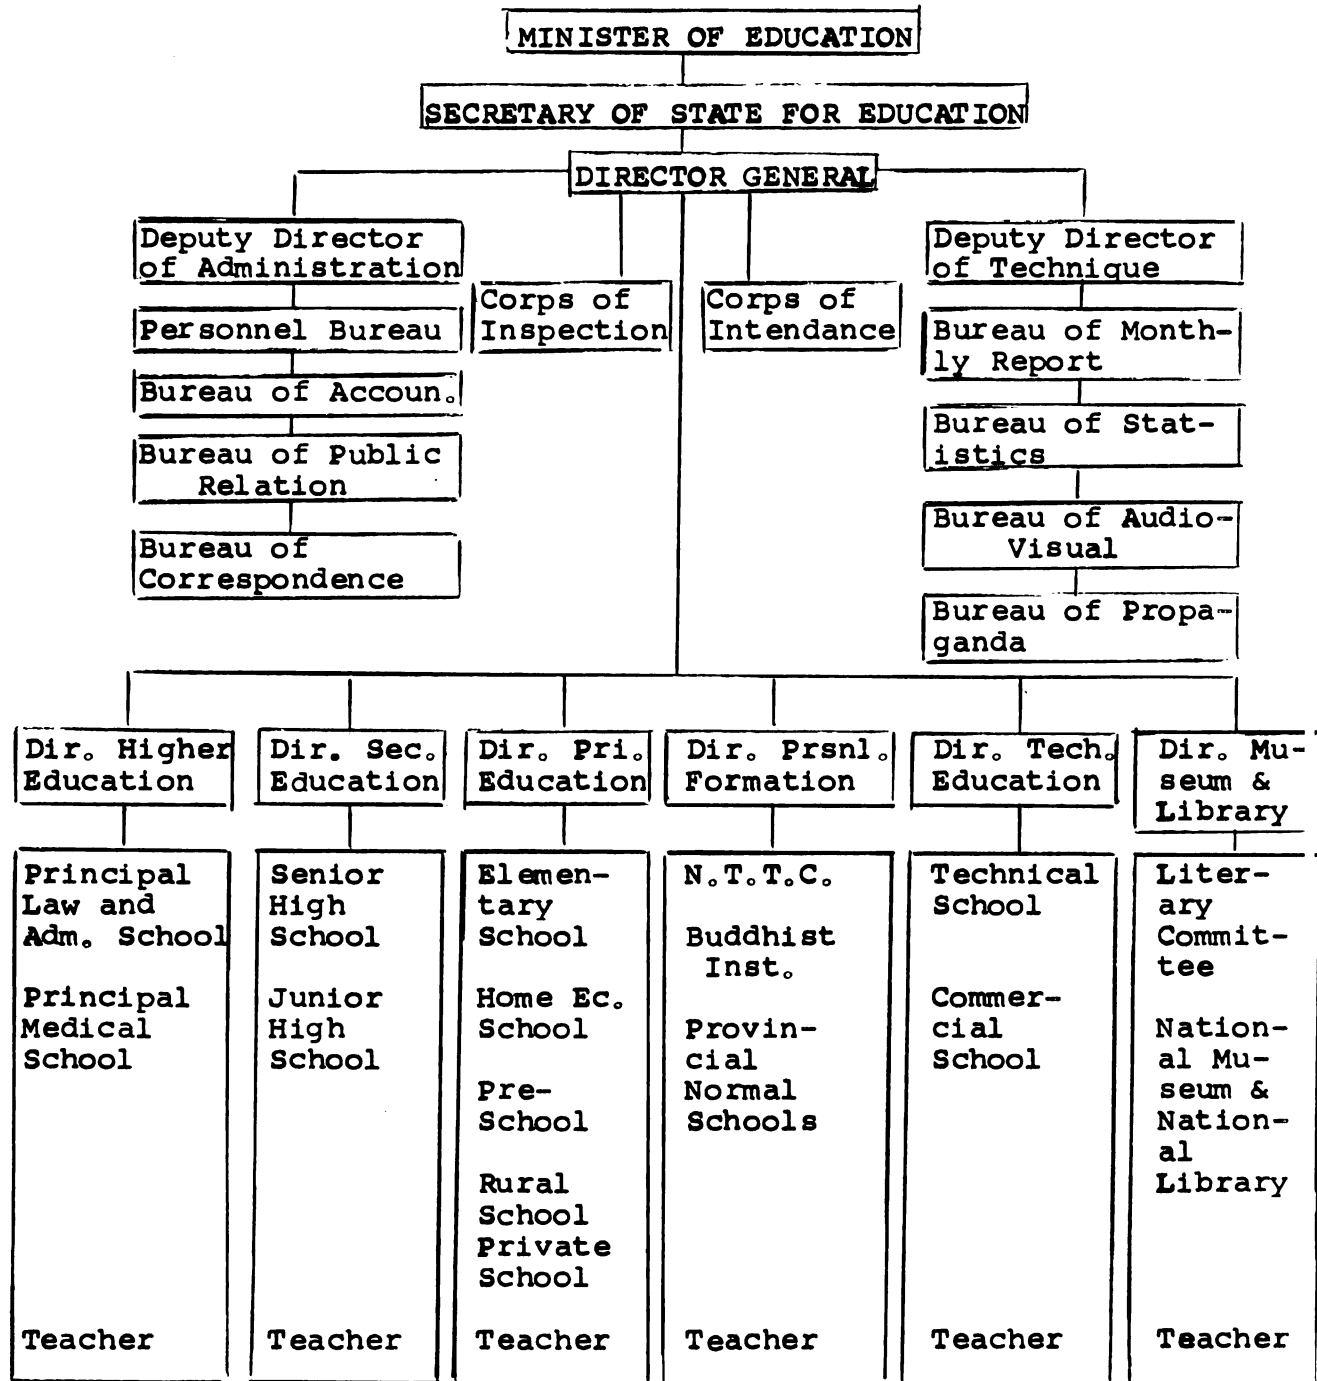 MINISTER OF EDUCATION
SECRETARY OF STATE FOR EDUCATION
DIRECTOR GENERAL
Deputy Director
of Administration
Personnel Bureau
Bureau of Accoun.
Bureau of Public
Relation
Bureau of
Correspondence
Corps of
Inspection
Corps of
Intendance
Deputy Director
of Technique
Bureau of Month-
ly Report
Bureau of Stat-
istics
Bureau of Audio-
Visual
Bureau of Propa-
ganda
Dir. Higher
Education
Principal
Law and
Adm. School
Principal
Medical
School
Teacher
Dir. Sec.
Education
Senior
High
School
Junior
High
School
Teacher
Dir. Pri.
Education
Elemen-
tary
School
Home Ec.
School
Pre-
School
Rural
School
Private
School
Teacher
Dir. Prsnl.
Formation
N.T.T.C.
Buddhist
Inst.
Provin-
cial
Normal
Schools
Teacher
Dir. Tech.
Education
Technical
School
Commer-
cial
School
Teacher
Dir. Mu-
seum &
Library
Liter-
ary
Commit-
tee
Nation-
al Mu-
seum &
Nation-
al
Library
Teacher